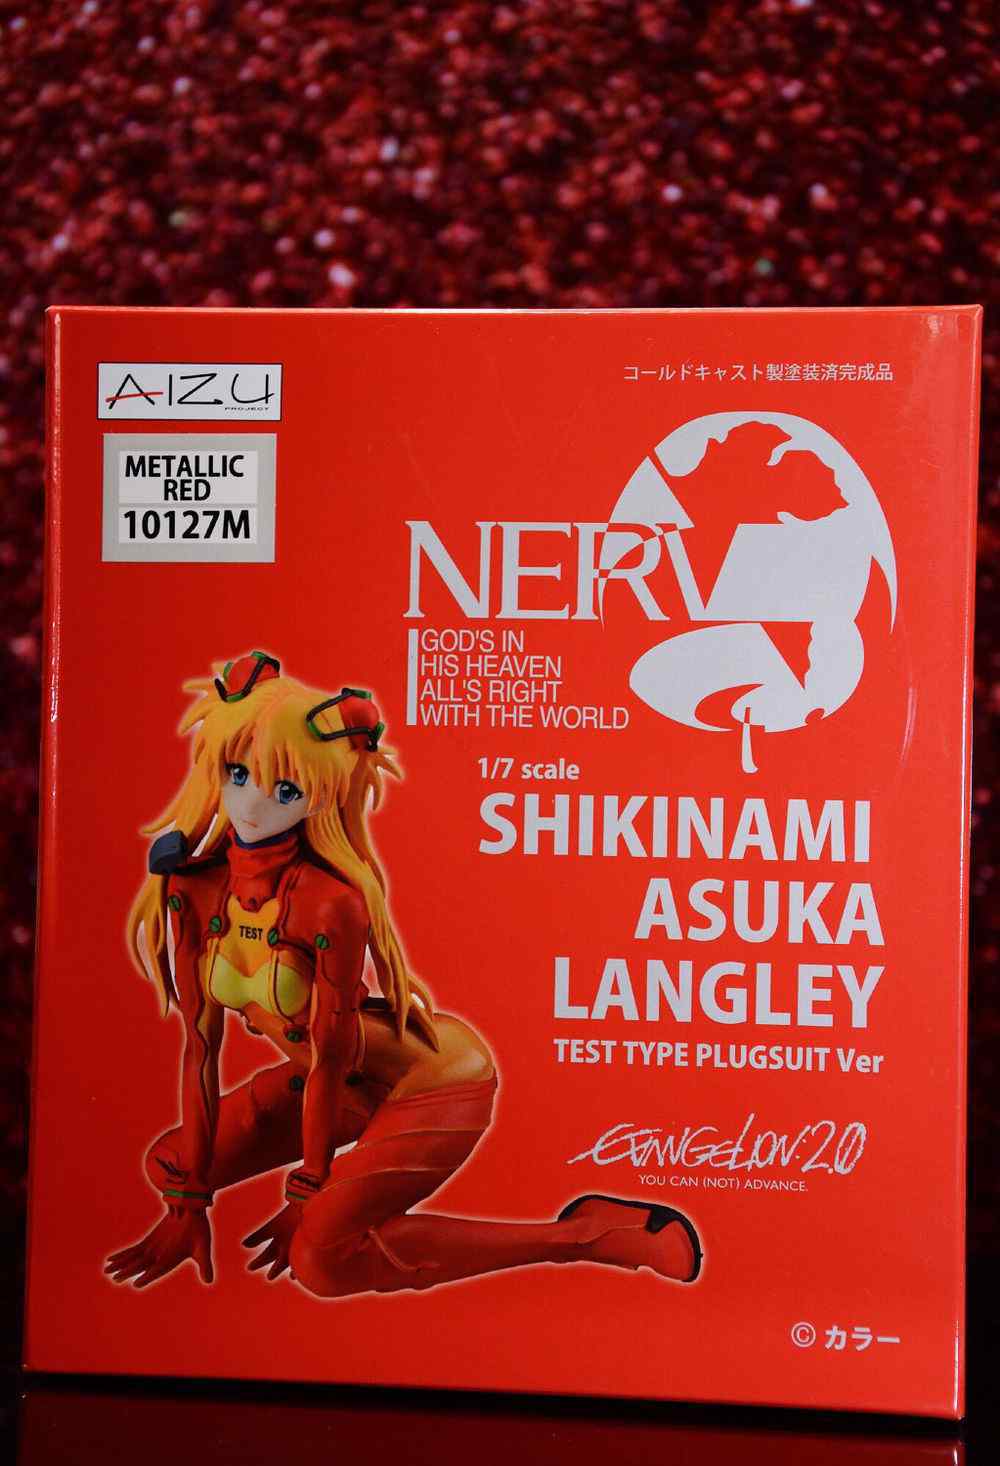 AIZU
PROJECT
コールドキャスト製塗装済完成品
METALLIC
RED
10127M
NERV
GOD'S IN
HIS HEAVEN
ALL'S RIGHT
WITH THE WORLD
1/7 scale
SHIKINAMI
ASUKA
LANGLEY
TEST TYPE PLUGSUIT Ver
TEST
EVANGELION:2.0
YOU CAN (NOT) ADVANCE.
© カラー